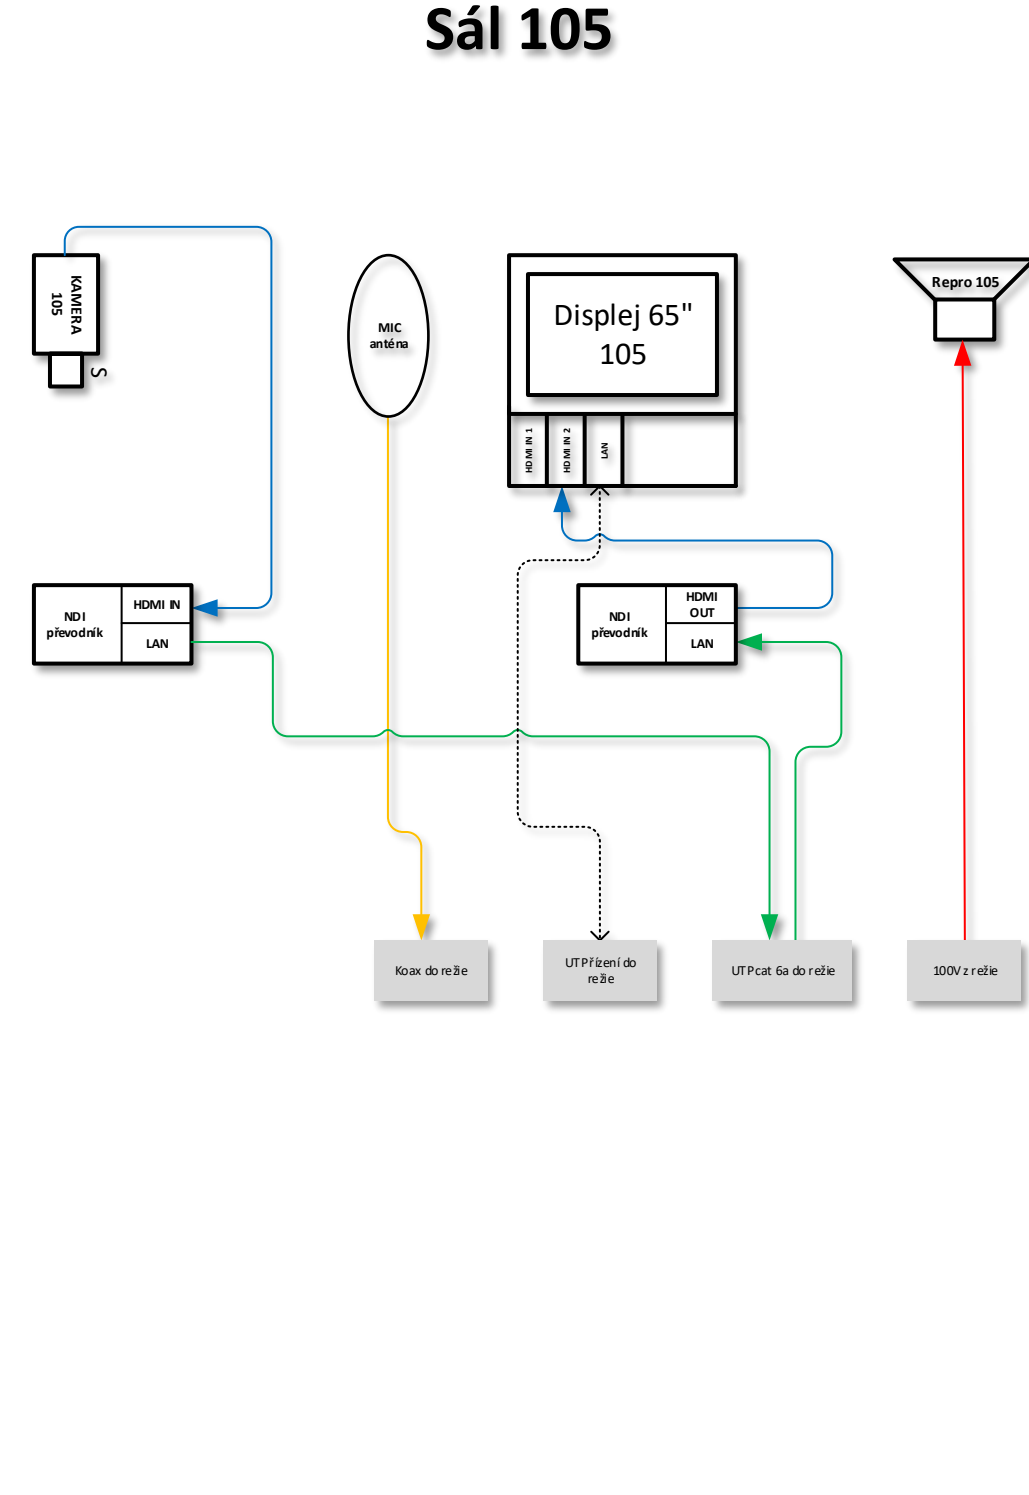 Sál 105
KAMERA
105
S
MIC
anténa
Displej 65"
105
HDMI IN 1
HDMI IN 2
LAN
Repro 105
NDI
převodník
HDMI IN
LAN
NDI
převodník
HDMI
OUT
LAN
Koax do režie
UTP řízení do
režie
UTP cat 6a do režie
100V z režie